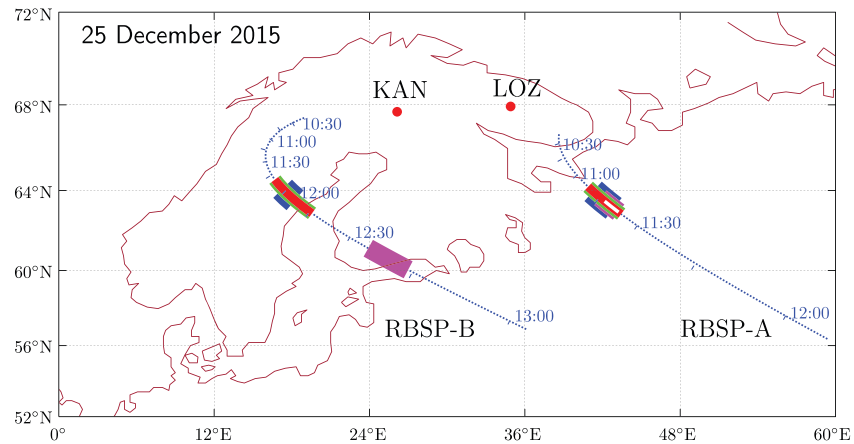 72°N
25 December 2015
KAN
LOZ
68°N
10:30
11:00
11:30
10:30
11:00
64°N
12:00
11:30
12:30
60°N
13:00
12:00
RBSP-B
RBSP-A
56°N
52°N
0°
12°E
24°E
36°E
48°E
60°E